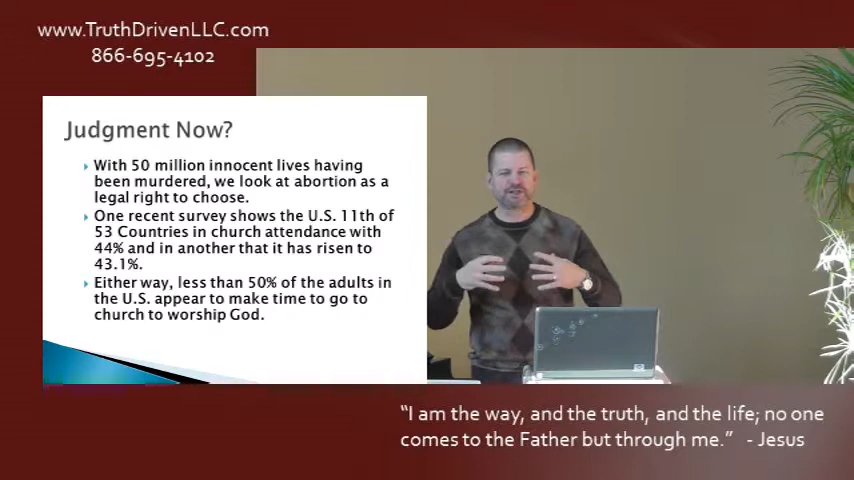 www.TruthDrivenLLC.com
866-695-4102
Judgment Now?
With 50 million innocent lives having
been murdered, we look at abortion as a
legal right to choose.
One recent survey shows the U.S. 11th of
53 Countries in church attendance with
44% and in another that it has risen to
43.1%.
Either way, less than 50% of the adults in
the U.S. appear to make time to go to
church to worship God.
“I am the way, and the truth, and the life; no one
comes to the Father but through me.” - Jesus